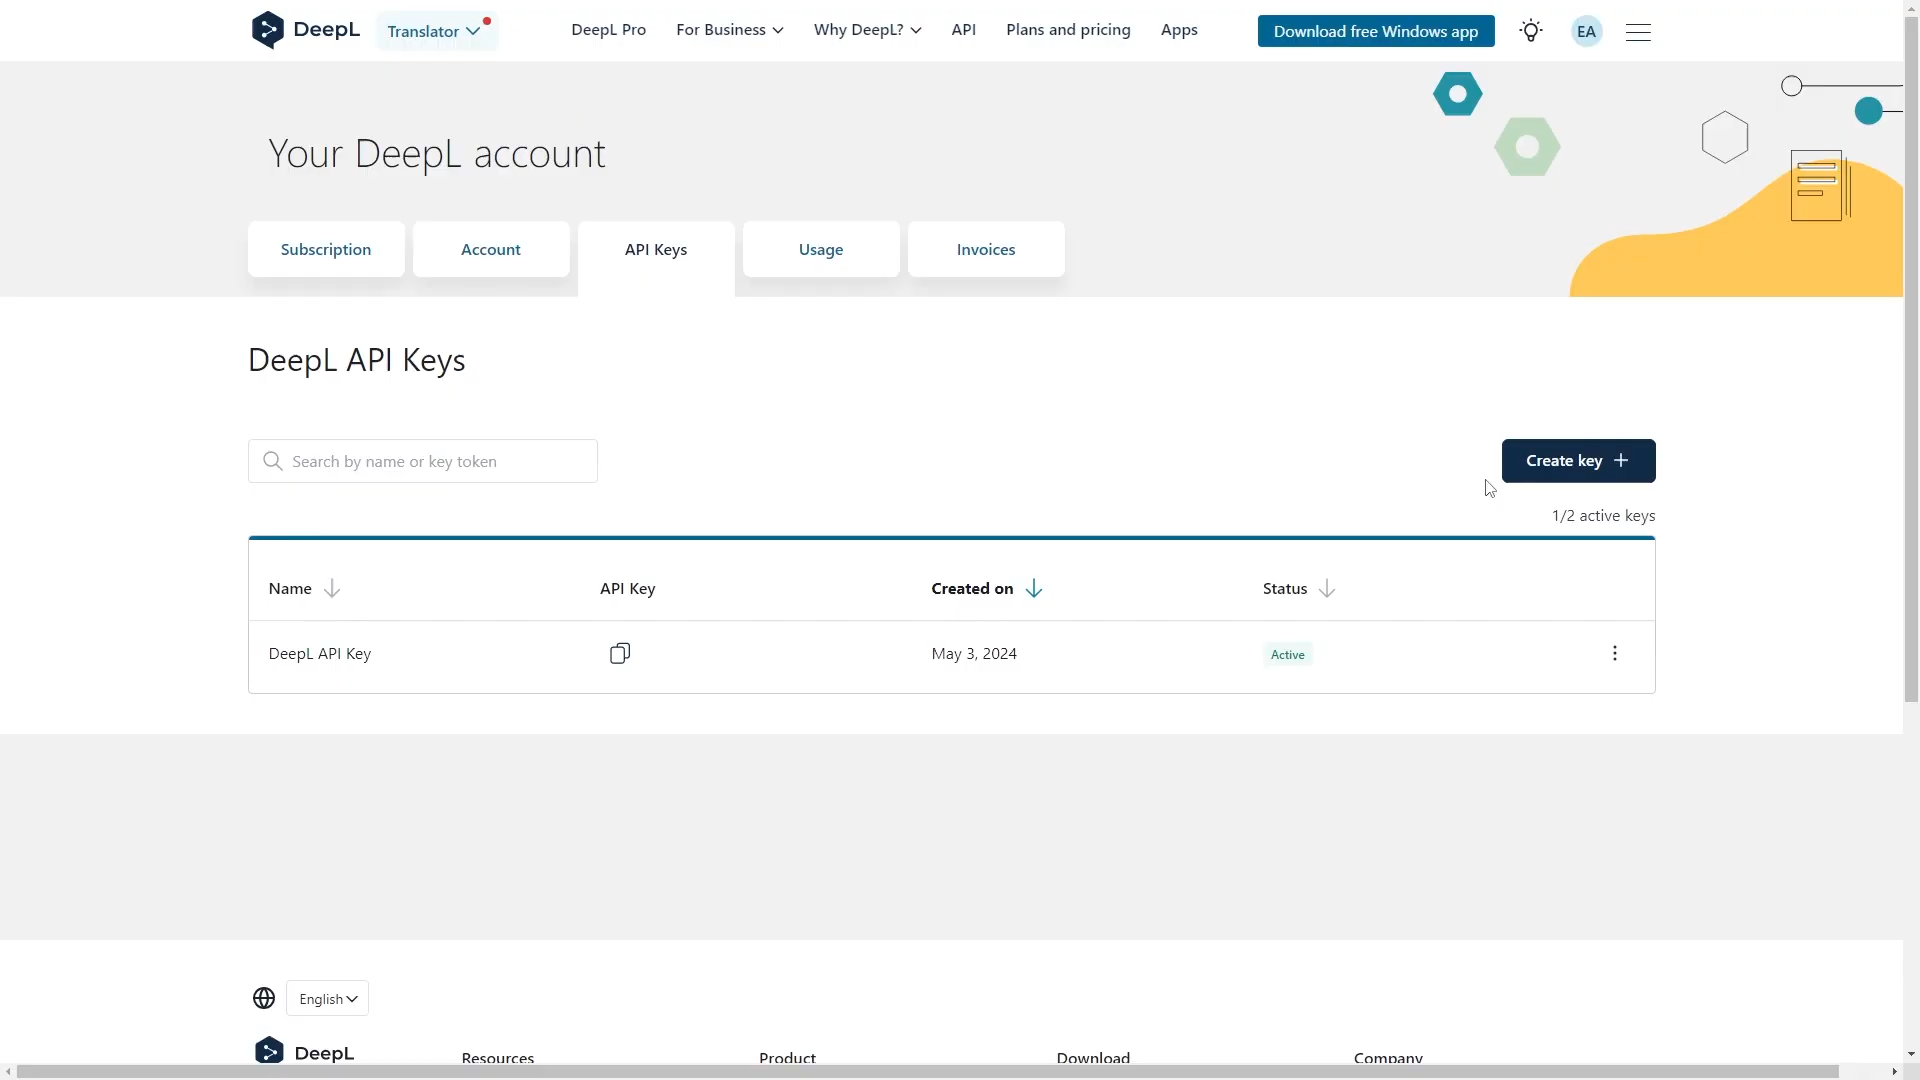 DeepL Translator DeepL Pro For Business Why DeepL? API Plans and pricing Apps Download free Windows app EA
Your DeepL account
Subscription Account API Keys Usage Invoices
DeepL API Keys
Search by name or key token Create key
1/2 active keys
Name API Key Created on Status
DeepL API Key May 3, 2024 Active
English
DeepL Resources Product Download Company